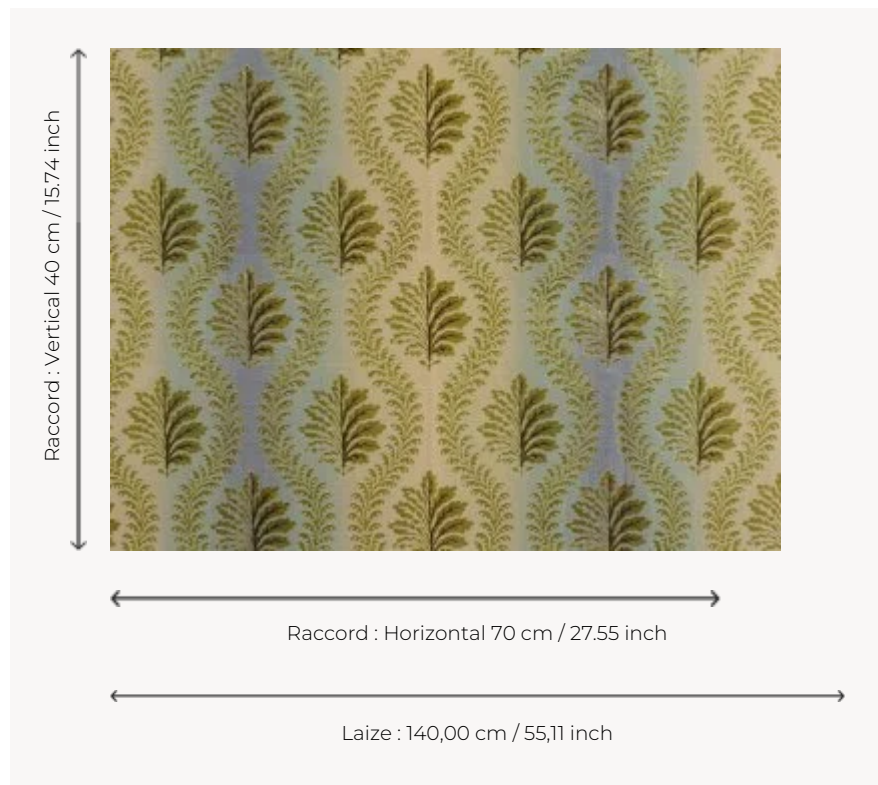 Raccord : Vertical 40 cm / 15.74 inch
Raccord : Horizontal 70 cm / 27.55 inch
Laize : 140,00 cm / 55,11 inch